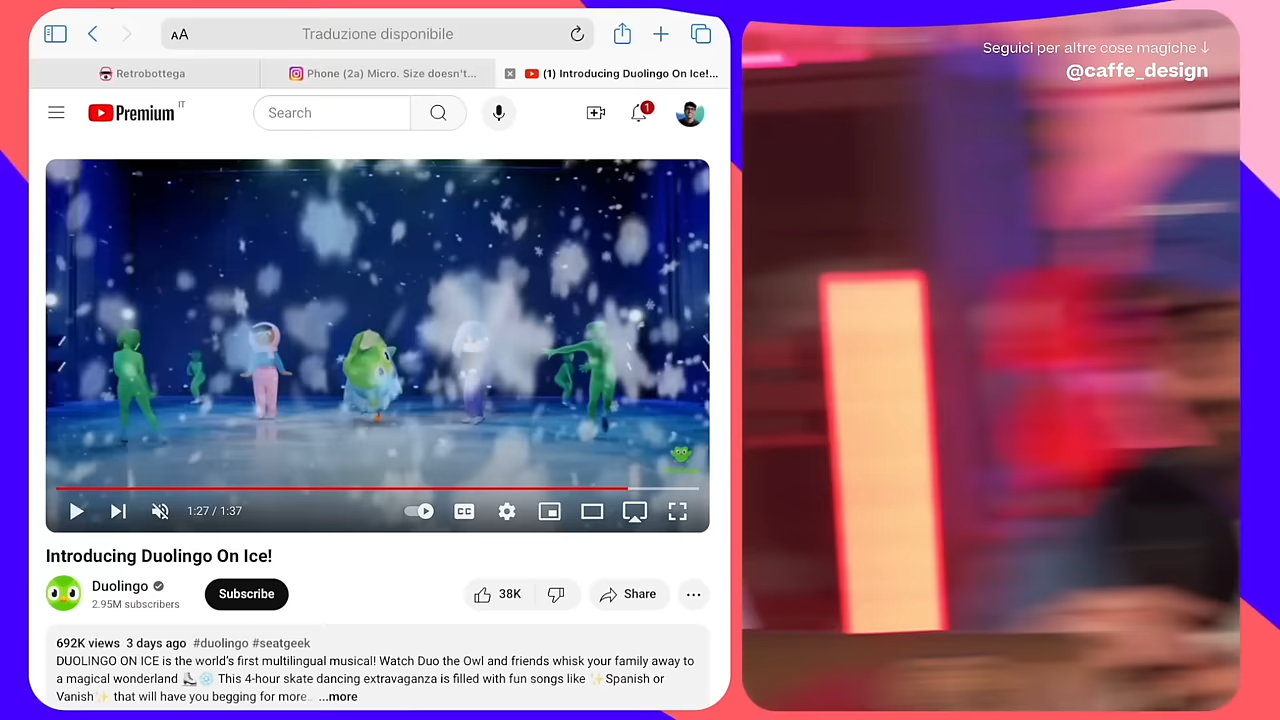 AA
Traduzione disponibile
Retrobottega
Phone (2a) Micro. Size doesn't...
(1) Introducing Duolingo On Ice!...
Premium IT
Search
1
Seguici per altre cose magiche ↓
@caffe_design
1:27 / 1:37
CC
Introducing Duolingo On Ice!
Duolingo
2.95M subscribers
Subscribe
38K
Share
692K views 3 days ago #duolingo #seatgeek
DUOLINGO ON ICE is the world's first multilingual musical! Watch Duo the Owl and friends whisk your family away to
a magical wonderland ⛸️❄️ This 4-hour skate dancing extravaganza is filled with fun songs like ✨Spanish or
Vanish✨ that will have you begging for more... ...more